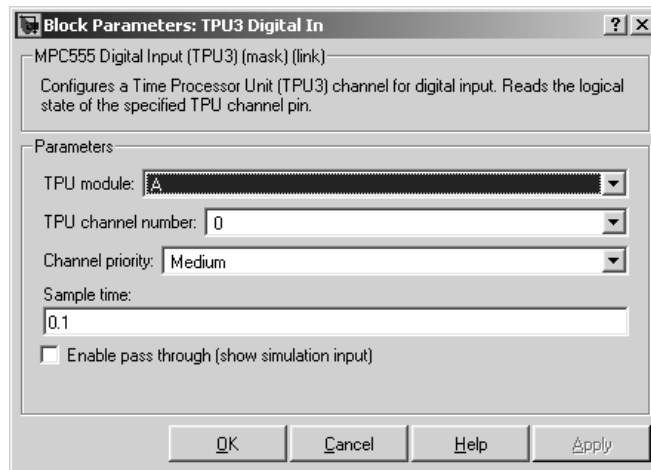 Block Parameters: TPU3 Digital In
MPC555 Digital Input (TPU3) (mask) (link)
Configures a Time Processor Unit (TPU3) channel for digital input. Reads the logical
state of the specified TPU channel pin.
Parameters
TPU module: A
TPU channel number: 0
Channel priority: Medium
Sample time:
0.1
Enable pass through (show simulation input)
OK Cancel Help Apply